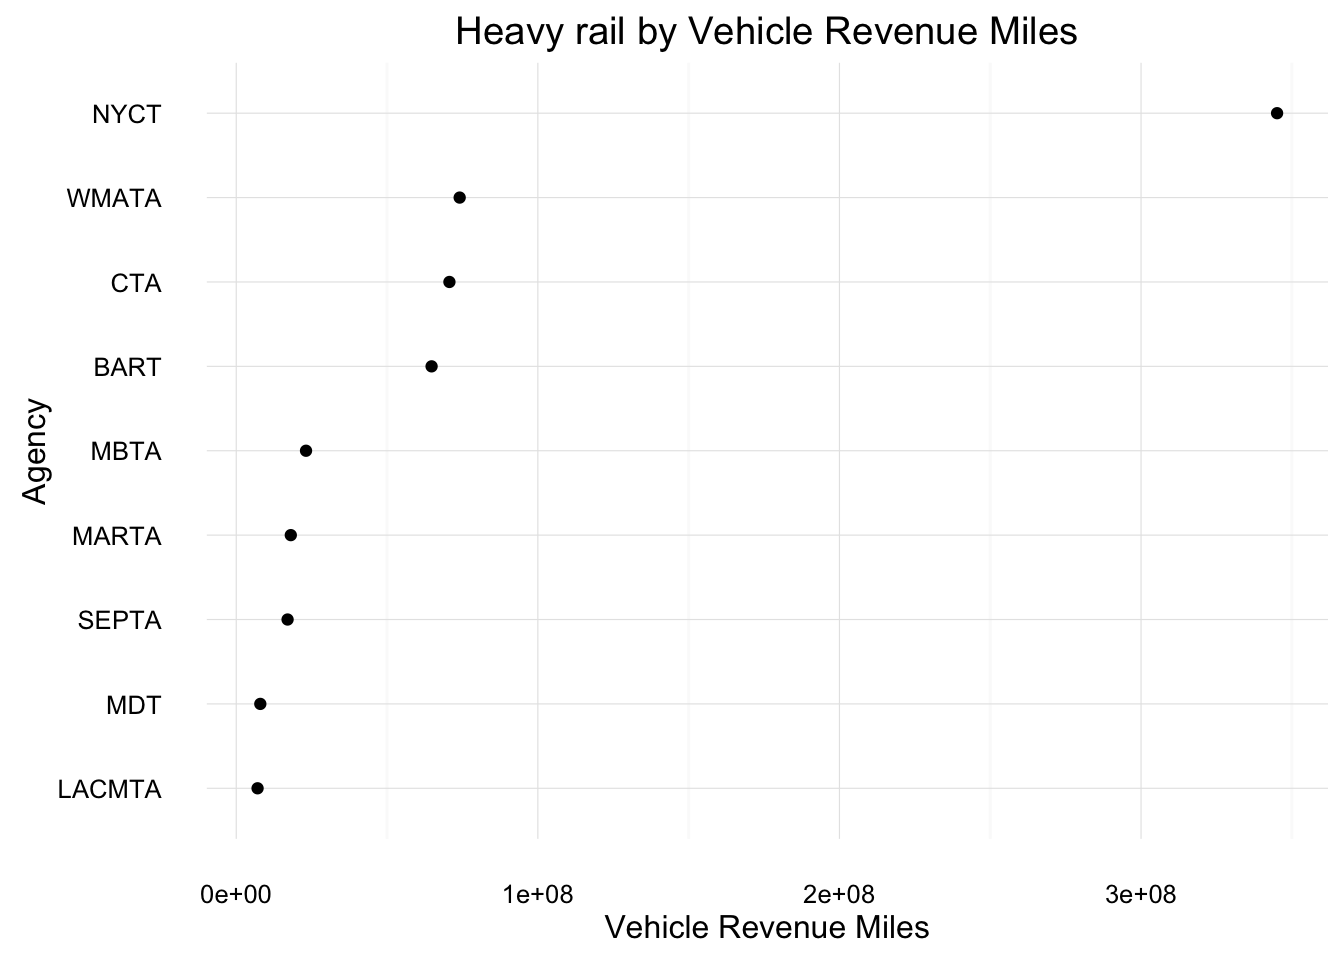 Heavy rail by Vehicle Revenue Miles
NYCT
WMATA
CTA
BART
MBTA
MARTA
SEPTA
MDT
LACMTA
Agency
0e+00 1e+08 2e+08 3e+08
Vehicle Revenue Miles